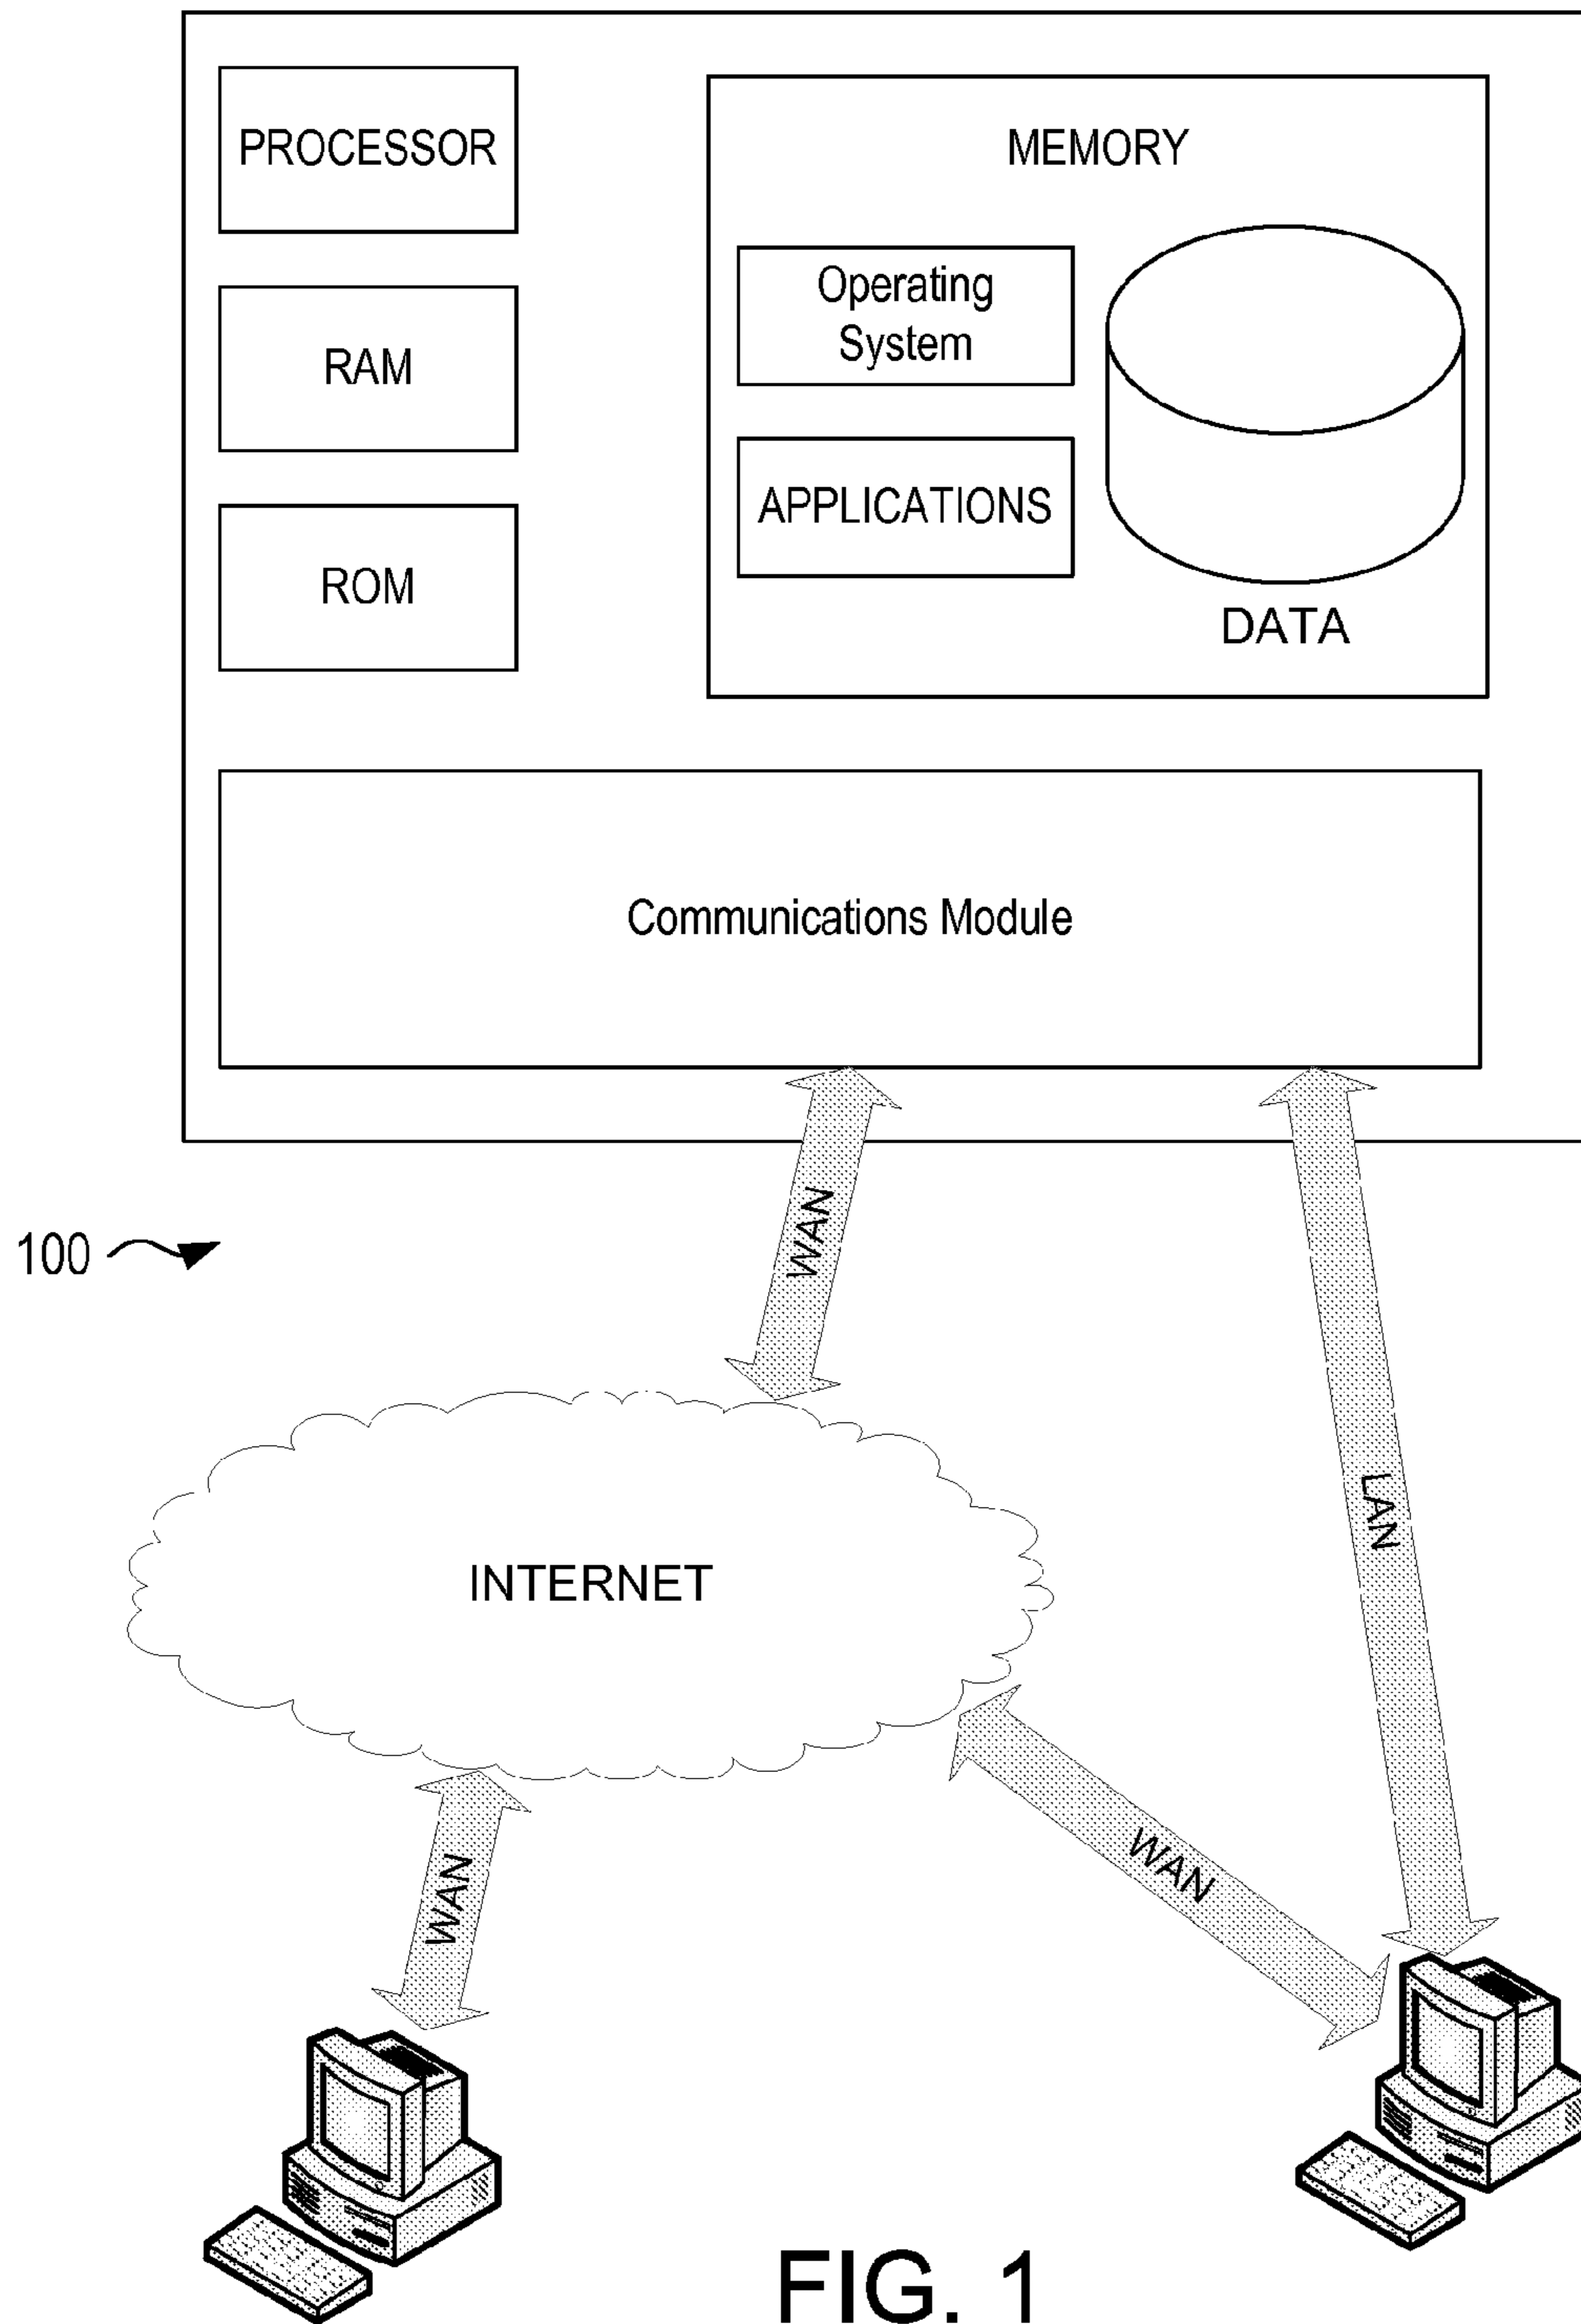 PROCESSOR
MEMORY
Operating
System
RAM
APPLICATIONS
ROM
DATA
Communications Module
WAN
100
LAN
INTERNET
WAN
WAN
FIG. 1